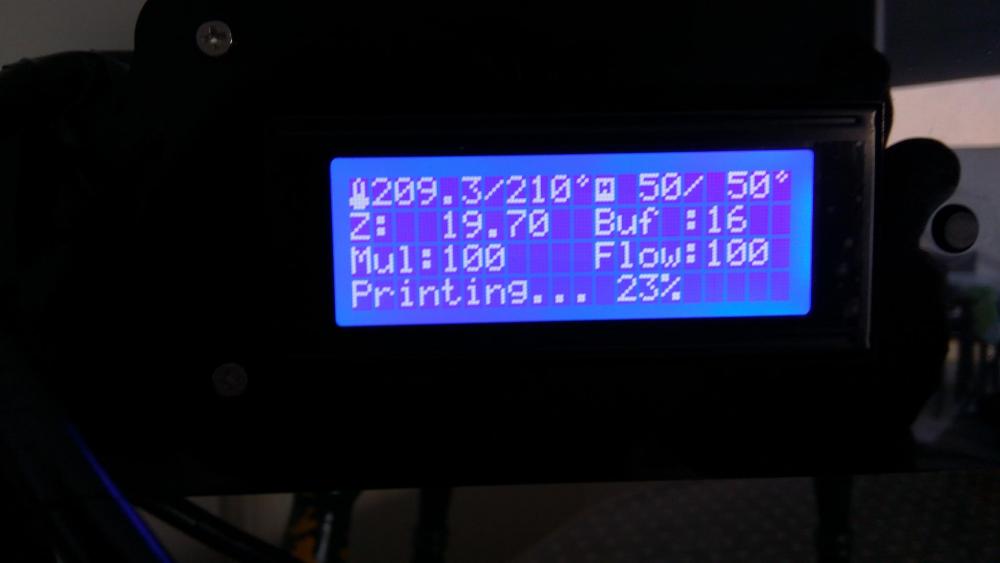 209.3/210° 50/ 50°
Z: 19.70 Buf :16
Mul:100 Flow:100
Printing... 23%